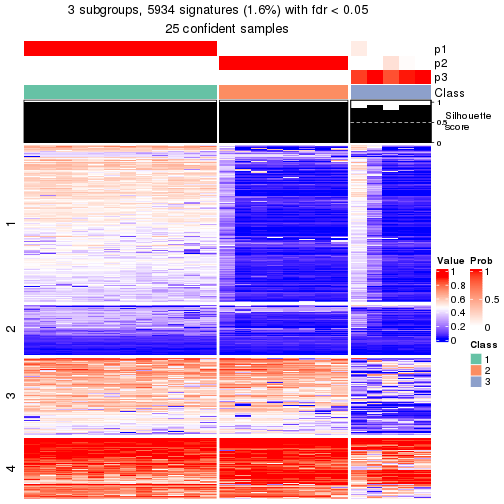 3 subgroups, 5934 signatures (1.6%) with fdr < 0.05
25 confident samples
p1
p2
p3
Class
1
0.5
0
Silhouette
score
1
2
3
4
Value
1
0.8
0.6
0.4
0.2
0
Prob
1
0.5
0
Class
1
2
3